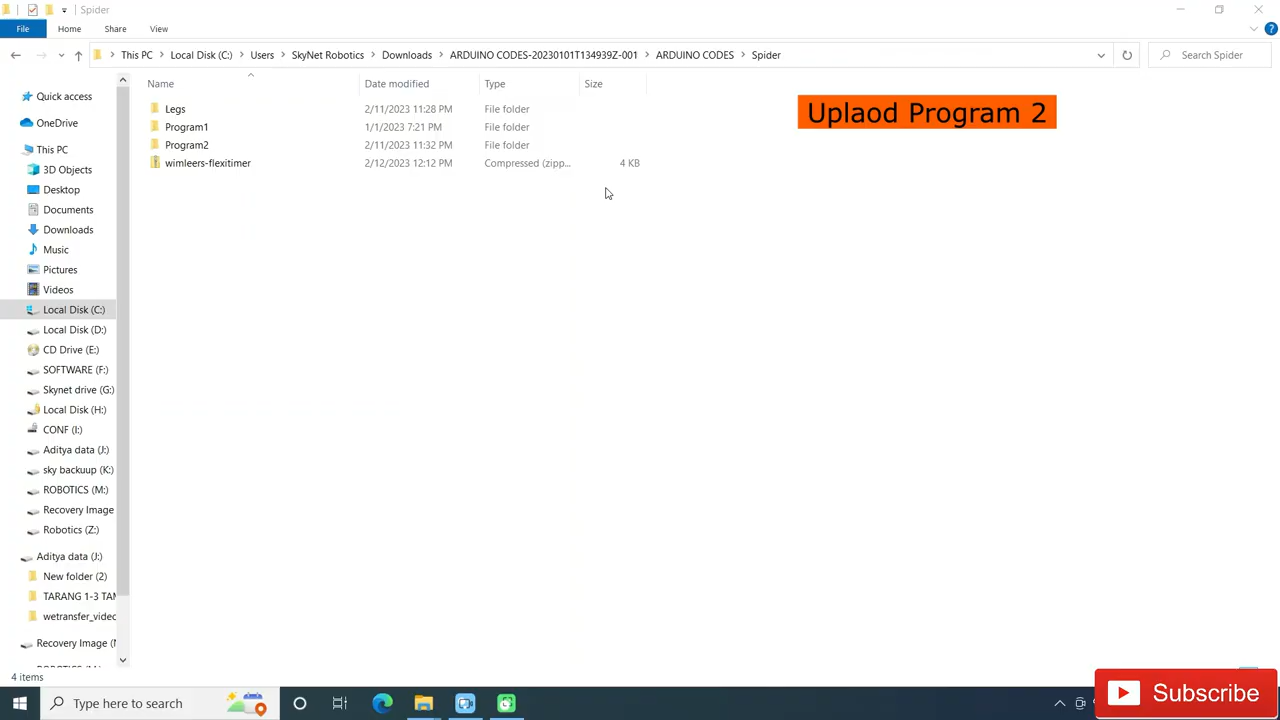 Spider
File Home Share View
This PC Local Disk (C:) Users SkyNet Robotics Downloads ARDUINO CODES-20230101T134939Z-001 ARDUINO CODES Spider Search Spider
Name Date modified Type Size
Legs 2/11/2023 11:28 PM File folder
Program1 1/1/2023 7:21 PM File folder
Program2 2/11/2023 11:32 PM File folder
wimleers-flexitimer 2/12/2023 12:12 PM Compressed (zipp... 4 KB
Uplaod Program 2
Quick access
OneDrive
This PC
3D Objects
Desktop
Documents
Downloads
Music
Pictures
Videos
Local Disk (C:)
Local Disk (D:)
CD Drive (E:)
SOFTWARE (F:)
Skynet drive (G:)
Local Disk (H:)
CONF (I:)
Aditya data (J:)
sky backuup (K:)
ROBOTICS (M:)
Recovery Image
Robotics (Z:)
Aditya data (J:)
New folder (2)
TARANG 1-3 TAM
wetransfer_video
Recovery Image (
4 items
Type here to search
Subscribe